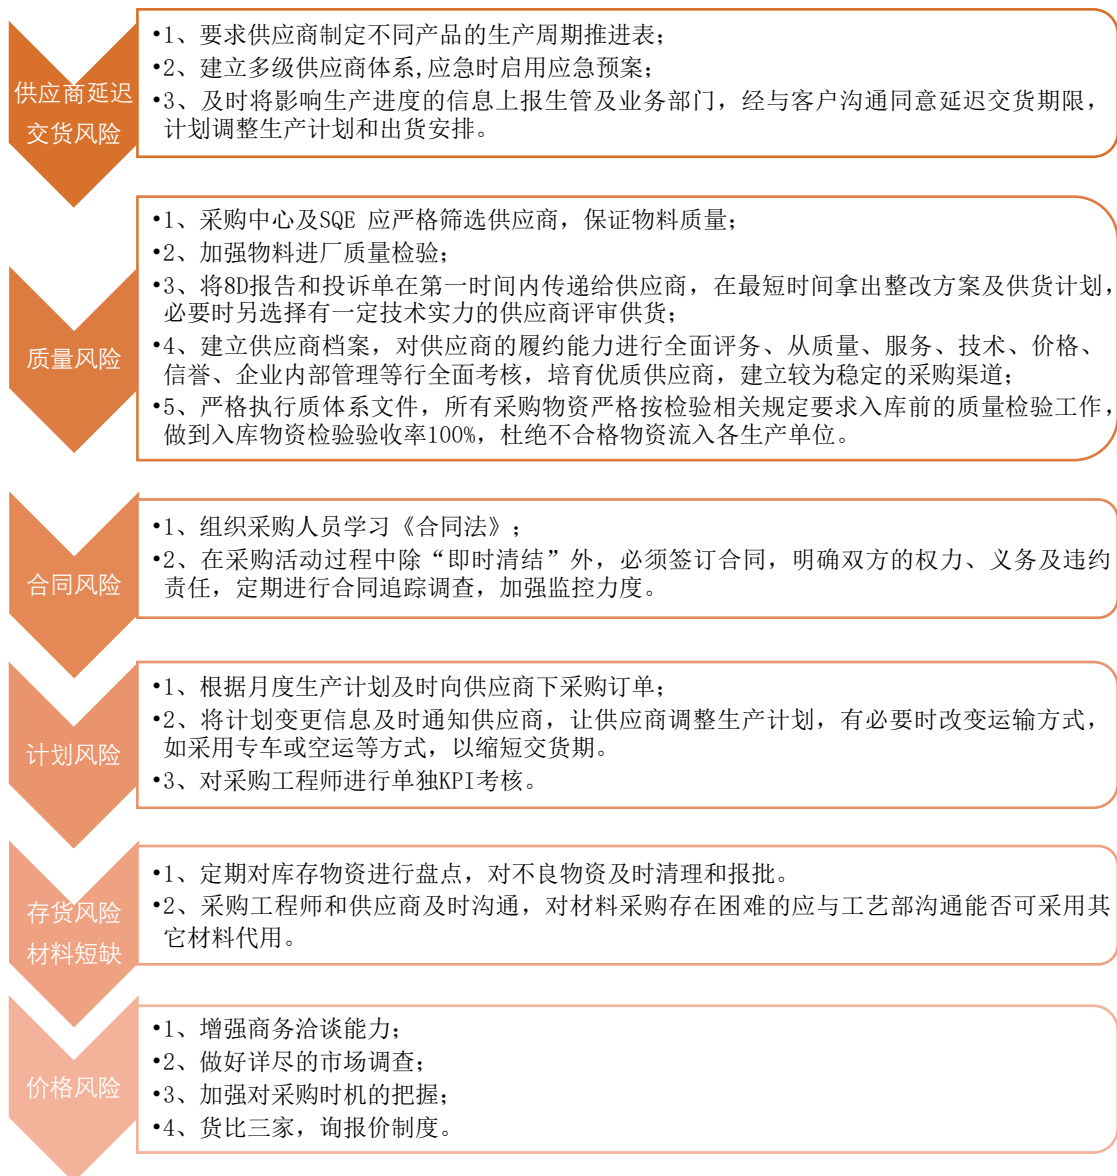 供应商延迟
交货风险
•1、要求供应商制定不同产品的生产周期推进表；
•2、建立多级供应商体系,应急时启用应急预案；
•3、及时将影响生产进度的信息上报生管及业务部门，经与客户沟通同意延迟交货期限，
计划调整生产计划和出货安排。
质量风险
•1、采购中心及SQE 应严格筛选供应商，保证物料质量；
•2、加强物料进厂质量检验；
•3、将8D报告和投诉单在第一时间内传递给供应商，在最短时间拿出整改方案及供货计划，
必要时另选择有一定技术实力的供应商评审供货；
•4、建立供应商档案，对供应商的履约能力进行全面评务、从质量、服务、技术、价格、
信誉、企业内部管理等行全面考核，培育优质供应商，建立较为稳定的采购渠道；
•5、严格执行质体系文件，所有采购物资严格按检验相关规定要求入库前的质量检验工作，
做到入库物资检验验收率100%，杜绝不合格物资流入各生产单位。
合同风险
•1、组织采购人员学习《合同法》；
•2、在采购活动过程中除“即时清结”外，必须签订合同，明确双方的权力、义务及违约
责任，定期进行合同追踪调查，加强监控力度。
计划风险
•1、根据月度生产计划及时向供应商下采购订单；
•2、将计划变更信息及时通知供应商，让供应商调整生产计划，有必要时改变运输方式，
如采用专车或空运等方式，以缩短交货期。
•3、对采购工程师进行单独KPI考核。
存货风险
材料短缺
•1、定期对库存物资进行盘点，对不良物资及时清理和报批。
•2、采购工程师和供应商及时沟通，对材料采购存在困难的应与工艺部沟通能否可采用其
它材料代用。
价格风险
•1、增强商务洽谈能力；
•2、做好详尽的市场调查；
•3、加强对采购时机的把握；
•4、货比三家，询报价制度。